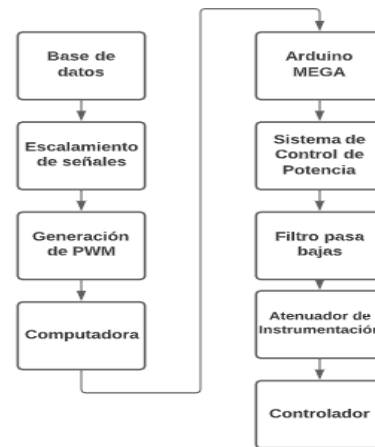 Base de
datos
Escalamiento
de señales
Generación
de PWM
Computadora
Arduino
MEGA
Sistema de
Control de
Potencia
Filtro pasa
bajas
Atenuador de
Instrumentación
Controlador